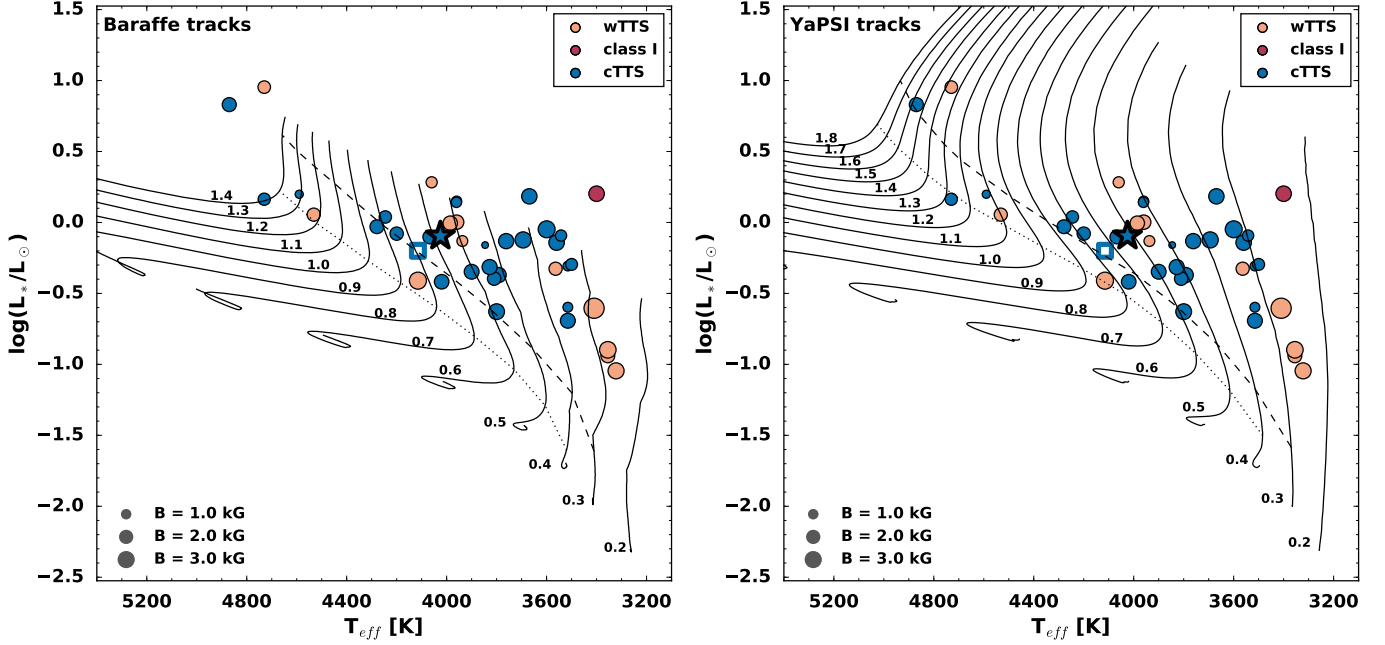 Baraffe tracks
wTTS
class I
cTTS
1.4
1.3
1.2
1.1
1.0
0.9
0.8
0.7
0.6
0.5
0.4
0.3
0.2
B = 1.0 kG
B = 2.0 kG
B = 3.0 kG
1.5
1.0
0.5
0.0
−0.5
−1.0
−1.5
−2.0
−2.5
log(L*/L⊙)
5200 4800 4400 4000 3600 3200
Teff [K]
YaPSI tracks
wTTS
class I
cTTS
1.8
1.7
1.6
1.5
1.4
1.3
1.2
1.1
1.0
0.9
0.8
0.7
0.6
0.5
0.4
0.3
0.2
B = 1.0 kG
B = 2.0 kG
B = 3.0 kG
1.5
1.0
0.5
0.0
−0.5
−1.0
−1.5
−2.0
−2.5
log(L*/L⊙)
5200 4800 4400 4000 3600 3200
Teff [K]